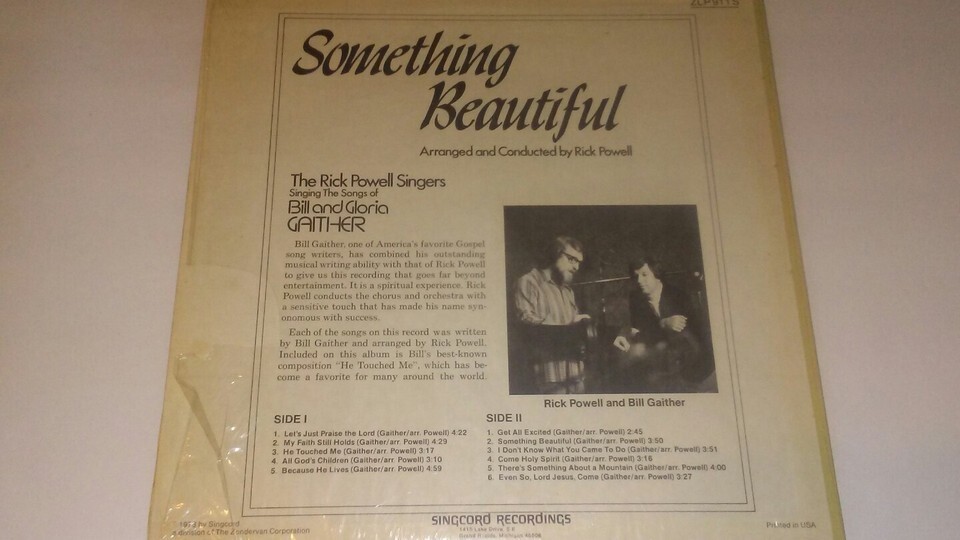 ZLP 911S
Something
Beautiful
Arranged and Conducted by Rick Powell
The Rick Powell Singers
Singing The Songs of
Bill and Gloria
GAITHER
Bill Gaither, one of America's favorite Gospel
song writers, has combined his outstanding
musical writing ability with that of Rick Powell
to give us this recording that goes far beyond
entertainment. It is a spiritual experience. Rick
Powell conducts the chorus and orchestra with
a sensitive touch that has made his name syn-
onomous with success.
Each of the songs on this record was written
by Bill Gaither and arranged by Rick Powell.
Included on this album is Bill's best-known
composition "He Touched Me", which has be-
come a favorite for many around the world.
Rick Powell and Bill Gaither
SIDE I
1. Let's Just Praise the Lord (Gaither/arr. Powell) 4:22
2. My Faith Still Holds (Gaither/arr. Powell) 4:29
3. He Touched Me (Gaither/arr. Powell) 3:17
4. All God's Children (Gaither/arr. Powell) 3:10
5. Because He Lives (Gaither/arr. Powell) 4:59
SIDE II
1. Get All Excited (Gaither/arr. Powell) 2:45
2. Something Beautiful (Gaither/arr. Powell) 3:50
3. I Don't Know What You Came To Do (Gaither/arr. Powell) 3:51
4. Come Holy Spirit (Gaither/arr. Powell) 3:16
5. There's Something About a Mountain (Gaither/arr. Powell) 4:00
6. Even So, Lord Jesus, Come (Gaither/arr. Powell) 3:27
by Singcord
a division of The Zondervan Corporation
SINGCORD RECORDINGS
1415 Lake Drive, S.E.
Grand Rapids, Michigan 49506
Printed in USA